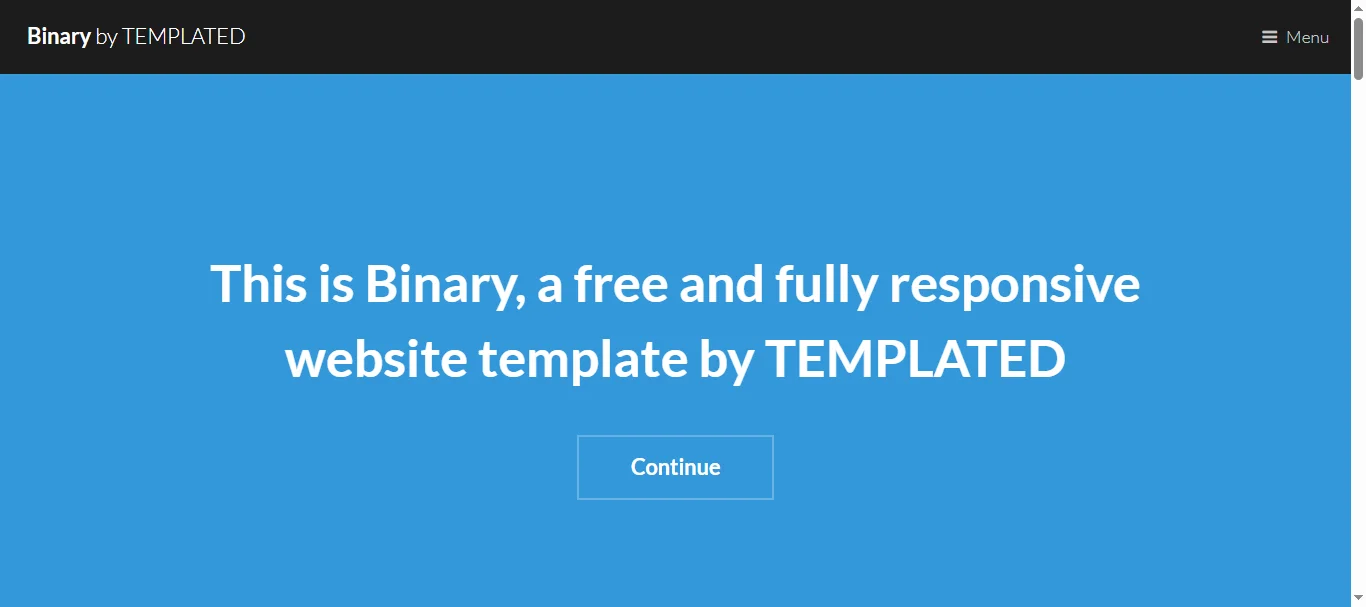 Binary by TEMPLATED
Menu
This is Binary, a free and fully responsive
website template by TEMPLATED
Continue